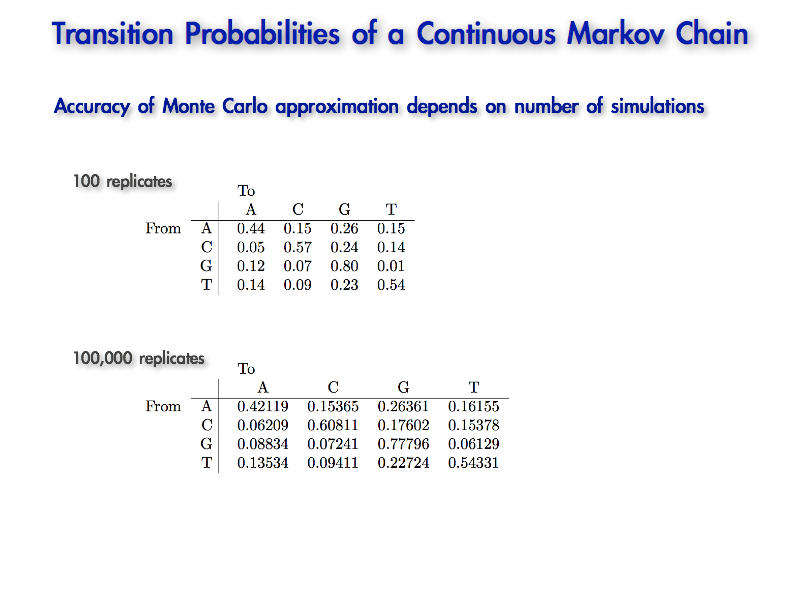 Transition Probabilities of a Continuous Markov Chain
Accuracy of Monte Carlo approximation depends on number of simulations
100 replicates
To
A C G T
From A 0.44 0.15 0.26 0.15
C 0.05 0.57 0.24 0.14
G 0.12 0.07 0.80 0.01
T 0.14 0.09 0.23 0.54
100,000 replicates
To
A C G T
From A 0.42119 0.15365 0.26361 0.16155
C 0.06209 0.60811 0.17602 0.15378
G 0.08834 0.07241 0.77796 0.06129
T 0.13534 0.09411 0.22724 0.54331